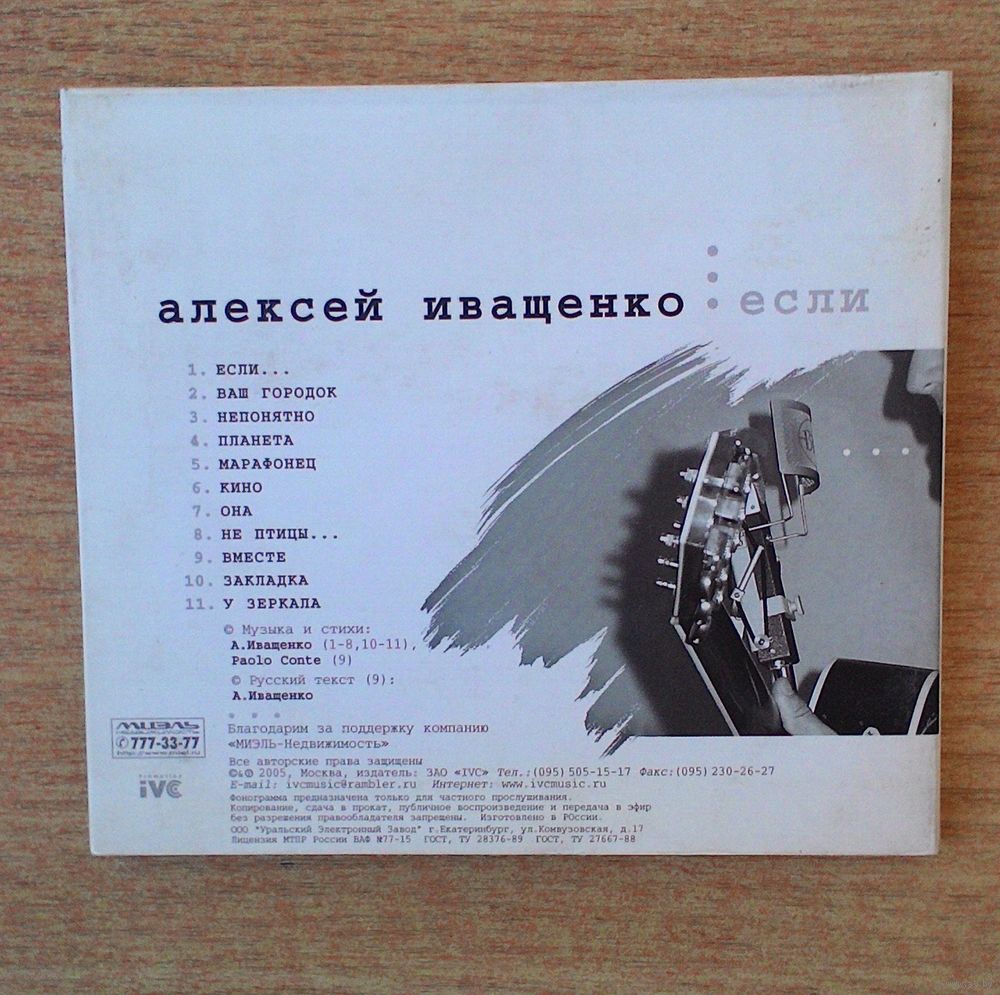 алексей иващенко
если
1. ЕСЛИ...
2. ВАШ ГОРОДОК
3. НЕПОНЯТНО
4. ПЛАНЕТА
5. МАРАФОНЕЦ
6. КИНО
7. ОНА
8. НЕ ПТИЦЫ...
9. ВМЕСТЕ
10. ЗАКЛАДКА
11. У ЗЕРКАЛА
© Музыка и стихи:
А.Иващенко (1-8,10-11),
Paolo Conte (9)
© Русский текст (9):
А.Иващенко
Благодарим за поддержку компанию
«МИЭЛЬ-Недвижимость»
МИЭЛЬ
777-33-77
IVC
Все авторские права защищены
©&℗ 2005, Москва, издатель: ЗАО «IVC» Тел.:(095) 505-15-17 Факс:(095) 230-26-27
E-mail: ivcmusic@rambler.ru Интернет: www.ivcmusic.ru
Фонограмма предназначена только для частного прослушивания.
Копирование, сдача в прокат, публичное воспроизведение и передача в эфир
без разрешения правообладателя запрещены. Изготовлено в РОссии.
ООО "Уральский Электронный Завод" г.Екатеринбург, ул.Комвузовская, д.17
Лицензия МТПР России ВАФ №77-15 ГОСТ, ТУ 28376-89 ГОСТ, ТУ 27667-88